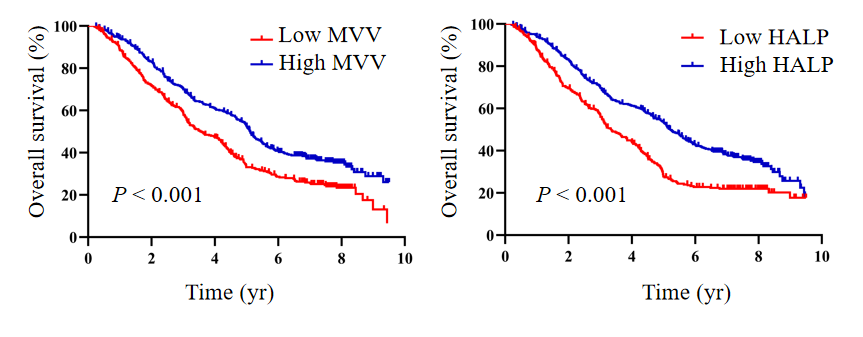 Overall survival (%)
100
80
60
40
20
0
Low MVV
High MVV
P < 0.001
0 2 4 6 8 10
Time (yr)
Overall survival (%)
100
80
60
40
20
0
Low HALP
High HALP
P < 0.001
0 2 4 6 8 10
Time (yr)